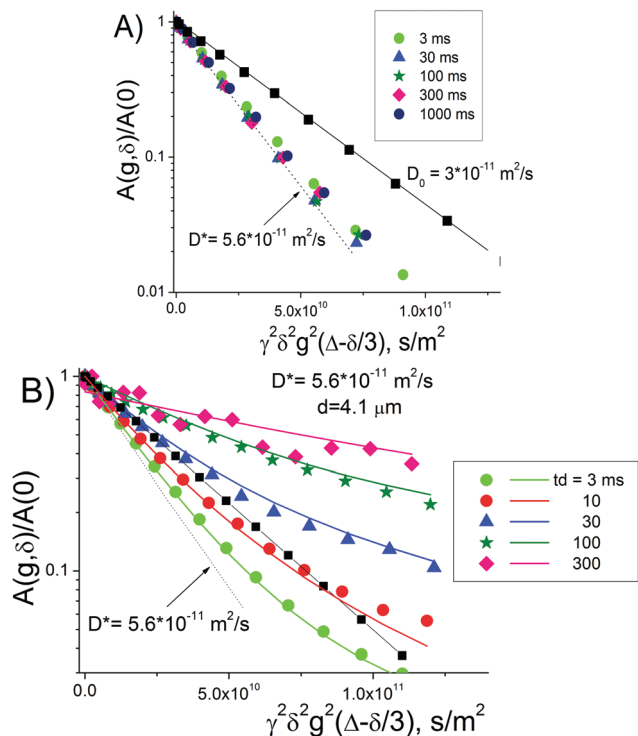 A)
1
0.1
0.01
A(g,δ)/A(0)
3 ms
30 ms
100 ms
300 ms
1000 ms
D₀ = 3*10⁻¹¹ m²/s
D*= 5.6*10⁻¹¹ m²/s
0.0
5.0x10¹⁰
1.0x10¹¹
γ²δ²g²(Δ-δ/3), s/m²
B)
D*= 5.6*10⁻¹¹ m²/s
d=4.1 μm
1
0.1
A(g,δ)/A(0)
td = 3 ms
10
30
100
300
D*= 5.6*10⁻¹¹ m²/s
0.0
5.0x10¹⁰
1.0x10¹¹
γ²δ²g²(Δ-δ/3), s/m²